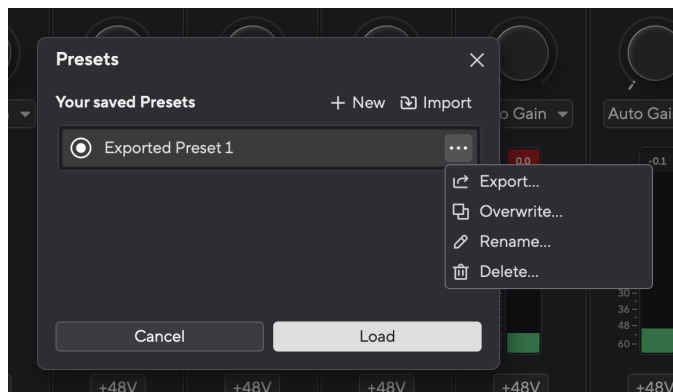 Presets
Your saved Presets
New
Import
Exported Preset 1
Export...
Overwrite...
Rename...
Delete...
Cancel
Load
Gain
Auto
0.0
-0.1
30
36
48
60
+48V
+48V
+48V
+48V
+48V